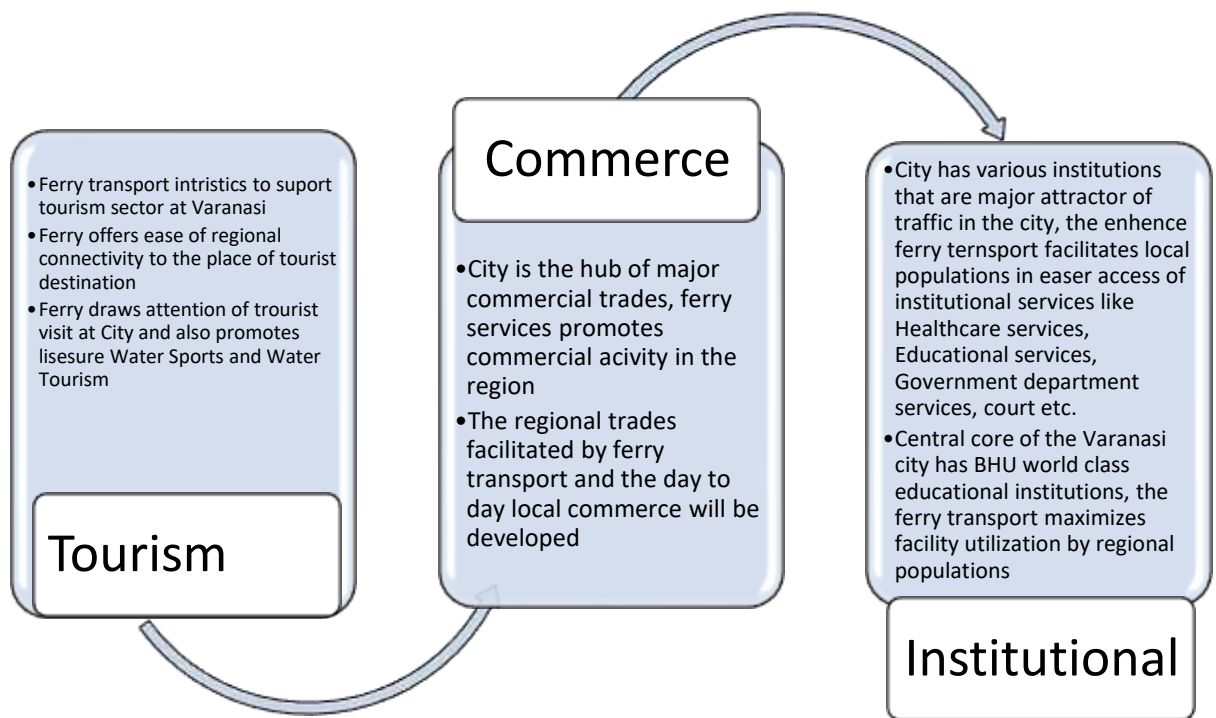 •Ferry transport intristics to suport
tourism sector at Varanasi
•Ferry offers ease of regional
connectivity to the place of tourist
destination
•Ferry draws attention of trourist
visit at City and also promotes
lisesure Water Sports and Water
Tourism
Tourism
Commerce
•City is the hub of major
commercial trades, ferry
services promotes
commercial acivity in the
region
•The regional trades
facilitated by ferry
transport and the day to
day local commerce will be
developed
•City has various institutions
that are major attractor of
traffic in the city, the enhence
ferry ternsport facilitates local
populations in easer access of
institutional services like
Healthcare services,
Educational services,
Government department
services, court etc.
•Central core of the Varanasi
city has BHU world class
educational institutions, the
ferry transport maximizes
facility utilization by regional
populations
Institutional